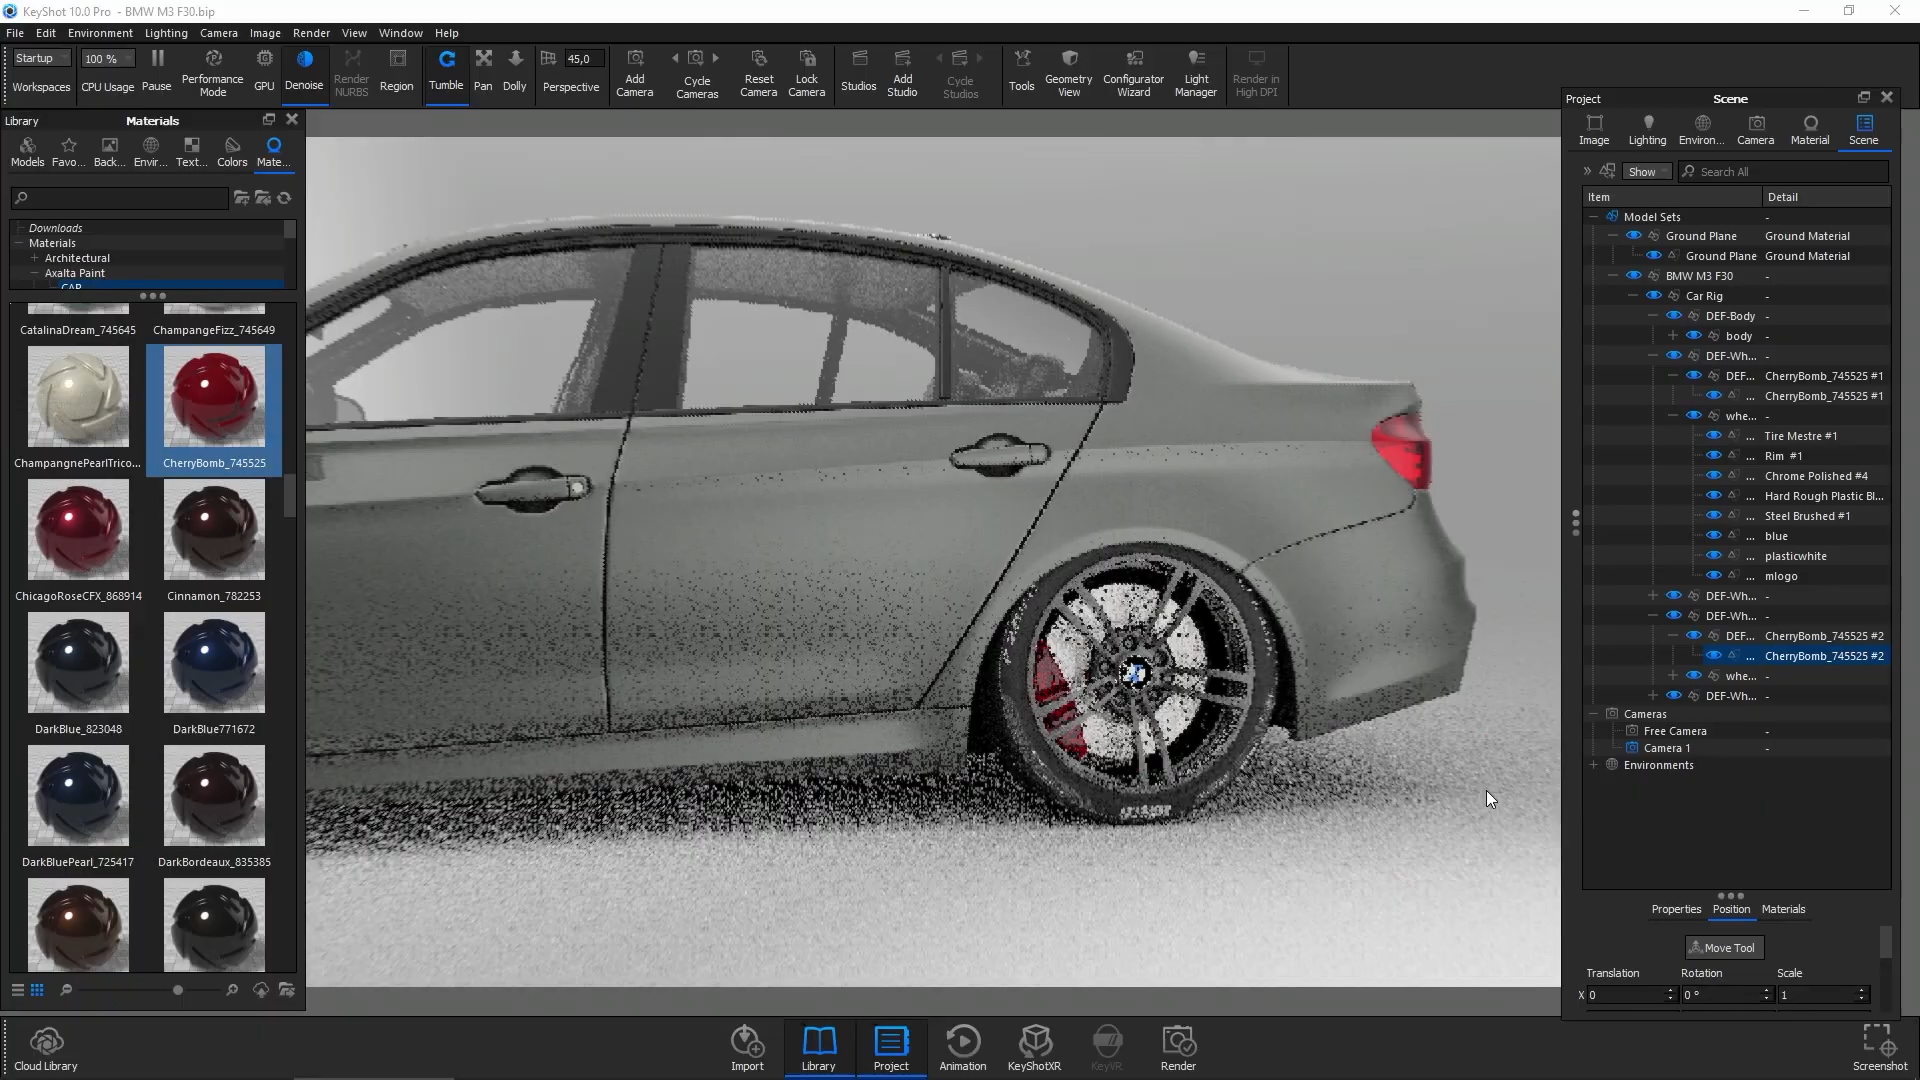 KeyShot 10.0 Pro - BMW M3 F30.bip
File Edit Environment Lighting Camera Image Render View Window Help
Startup
Workspaces
100 %
CPU Usage
Pause
Performance
Mode
GPU
Denoise
Render
NURBS
Region
Tumble
Pan
Dolly
45,0
Perspective
Add
Camera
Cycle
Cameras
Reset
Camera
Lock
Camera
Studios
Add
Studio
Cycle
Studios
Tools
Geometry
View
Configurator
Wizard
Light
Manager
Render in
High DPI
Library
Materials
Models Favo... Back... Envir... Text... Colors Mate...
Downloads
Materials
Architectural
Axalta Paint
CAR
CatalinaDream_745645 ChampangeFizz_745649
ChampangnePearlTrico... CherryBomb_745525
ChicagoRoseCFX_868914 Cinnamon_782253
DarkBlue_823048 DarkBlue771672
DarkBluePearl_725417 DarkBordeaux_835385
Project
Scene
Image Lighting Environ... Camera Material Scene
» Show Search All
Item Detail
Model Sets -
Ground Plane Ground Material
Ground Plane Ground Material
BMW M3 F30 -
Car Rig -
DEF-Body -
body -
DEF-Wh... -
DEF... CherryBomb_745525 #1
... CherryBomb_745525 #1
whe... -
... Tire Mestre #1
... Rim #1
... Chrome Polished #4
... Hard Rough Plastic Bl...
... Steel Brushed #1
... blue
... plasticwhite
... mlogo
DEF-Wh... -
DEF-Wh... -
DEF... CherryBomb_745525 #2
... CherryBomb_745525 #2
whe... -
DEF-Wh... -
Cameras
Free Camera -
Camera 1 -
Environments -
Properties Position Materials
Move Tool
Translation Rotation Scale
X 0 0 ° 1
Cloud Library
Import
Library
Project
Animation
KeyShotXR
KeyVR
Render
Screenshot